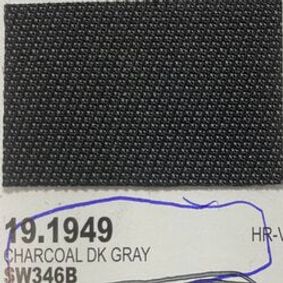 19.1949
CHARCOAL DK GRAY
SW346B
HR-V